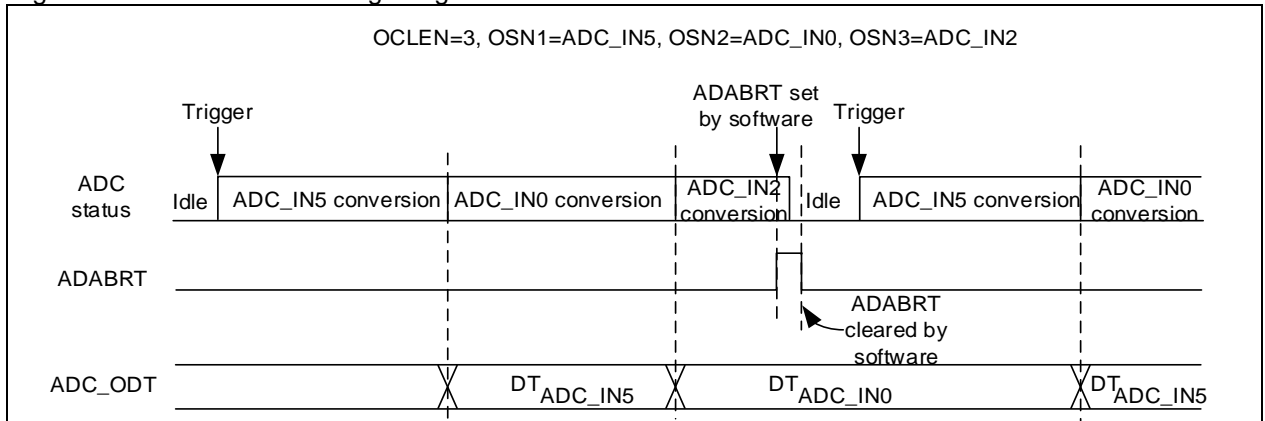 OCLEN=3, OSN1=ADC_IN5, OSN2=ADC_IN0, OSN3=ADC_IN2
ADABRT set
by software
Trigger
Trigger
ADC
status
Idle
ADC_IN5 conversion
ADC_IN0 conversion
ADC_IN2
conversion
Idle
ADC_IN5 conversion
ADC_IN0
conversion
ADABRT
ADABRT
cleared by
software
ADC_ODT
DTADC_IN5
DTADC_IN0
DTADC_IN5